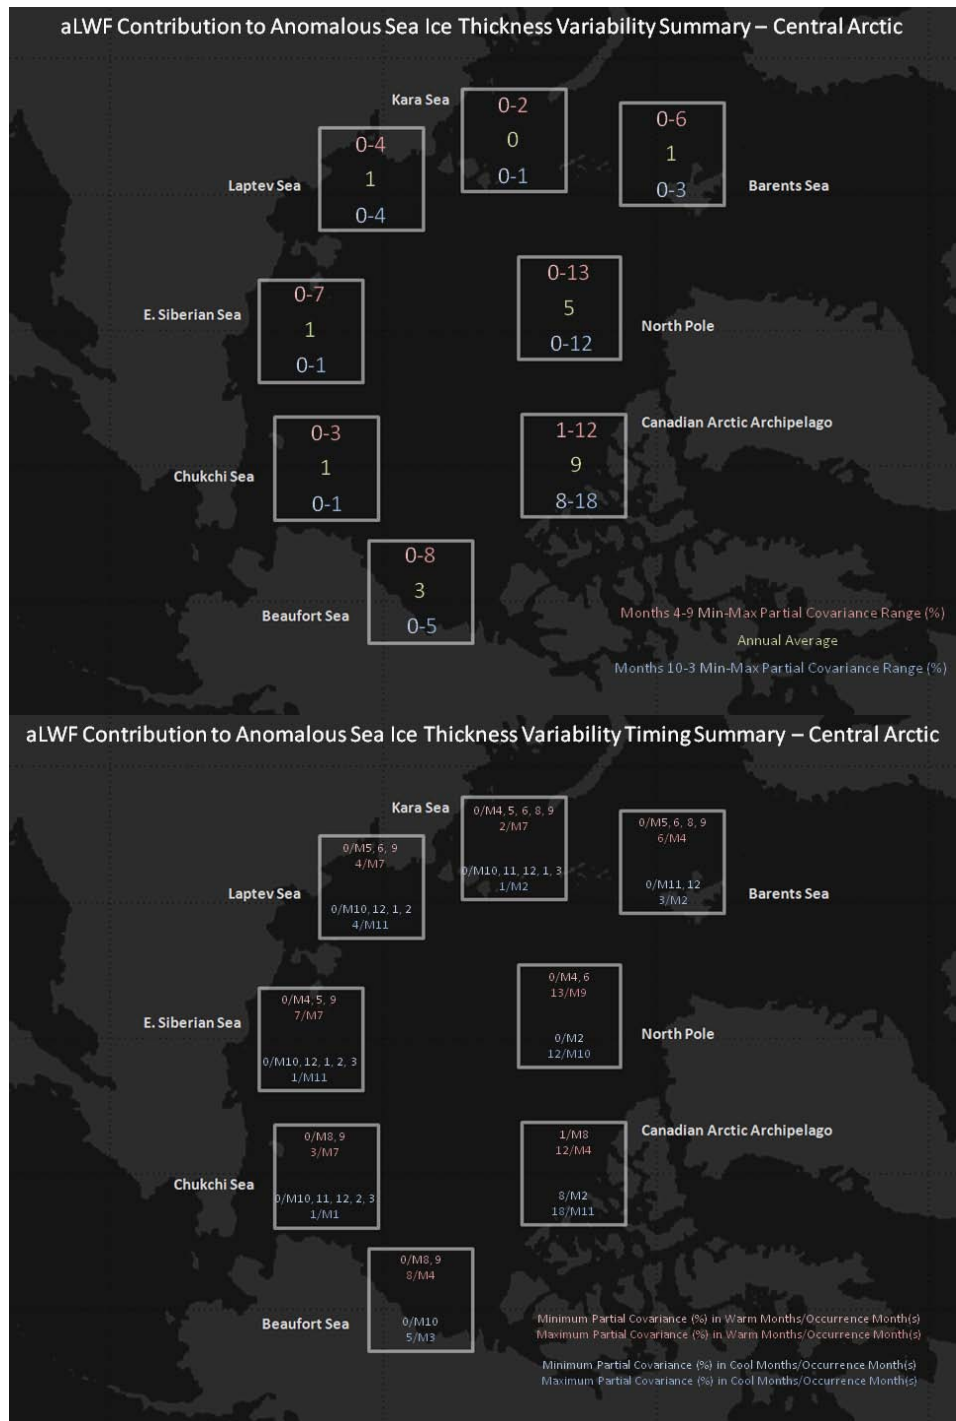 aLWF Contribution to Anomalous Sea Ice Thickness Variability Summary – Central Arctic
Kara Sea
0-2
0
0-1
0-6
1
0-3
Barents Sea
0-4
1
0-4
Laptev Sea
0-13
5
0-12
North Pole
0-7
1
0-1
E. Siberian Sea
Canadian Arctic Archipelago
1-12
9
8-18
0-3
1
0-1
Chukchi Sea
0-8
3
0-5
Beaufort Sea
Months 4-9 Min-Max Partial Covariance Range (%)
Annual Average
Months 10-3 Min-Max Partial Covariance Range (%)
aLWF Contribution to Anomalous Sea Ice Thickness Variability Timing Summary – Central Arctic
Kara Sea
0/M4, 5, 6, 8, 9
2/M7
0/M10, 11, 12, 1, 3
1/M2
0/M5, 6, 8, 9
6/M4
0/M11, 12
3/M2
Barents Sea
0/M5, 6, 9
4/M7
0/M10, 12, 1, 2
4/M11
Laptev Sea
0/M4, 6
13/M9
0/M2
12/M10
North Pole
0/M4, 5, 9
7/M7
0/M10, 12, 1, 2, 3
1/M11
E. Siberian Sea
Canadian Arctic Archipelago
1/M8
12/M4
8/M2
18/M11
0/M8, 9
3/M7
0/M10, 11, 12, 2, 3
1/M1
Chukchi Sea
0/M8, 9
8/M4
0/M10
5/M3
Beaufort Sea
Minimum Partial Covariance (%) in Warm Months/Occurrence Month(s)
Maximum Partial Covariance (%) in Warm Months/Occurrence Month(s)
Minimum Partial Covariance (%) in Cool Months/Occurrence Month(s)
Maximum Partial Covariance (%) in Cool Months/Occurrence Month(s)